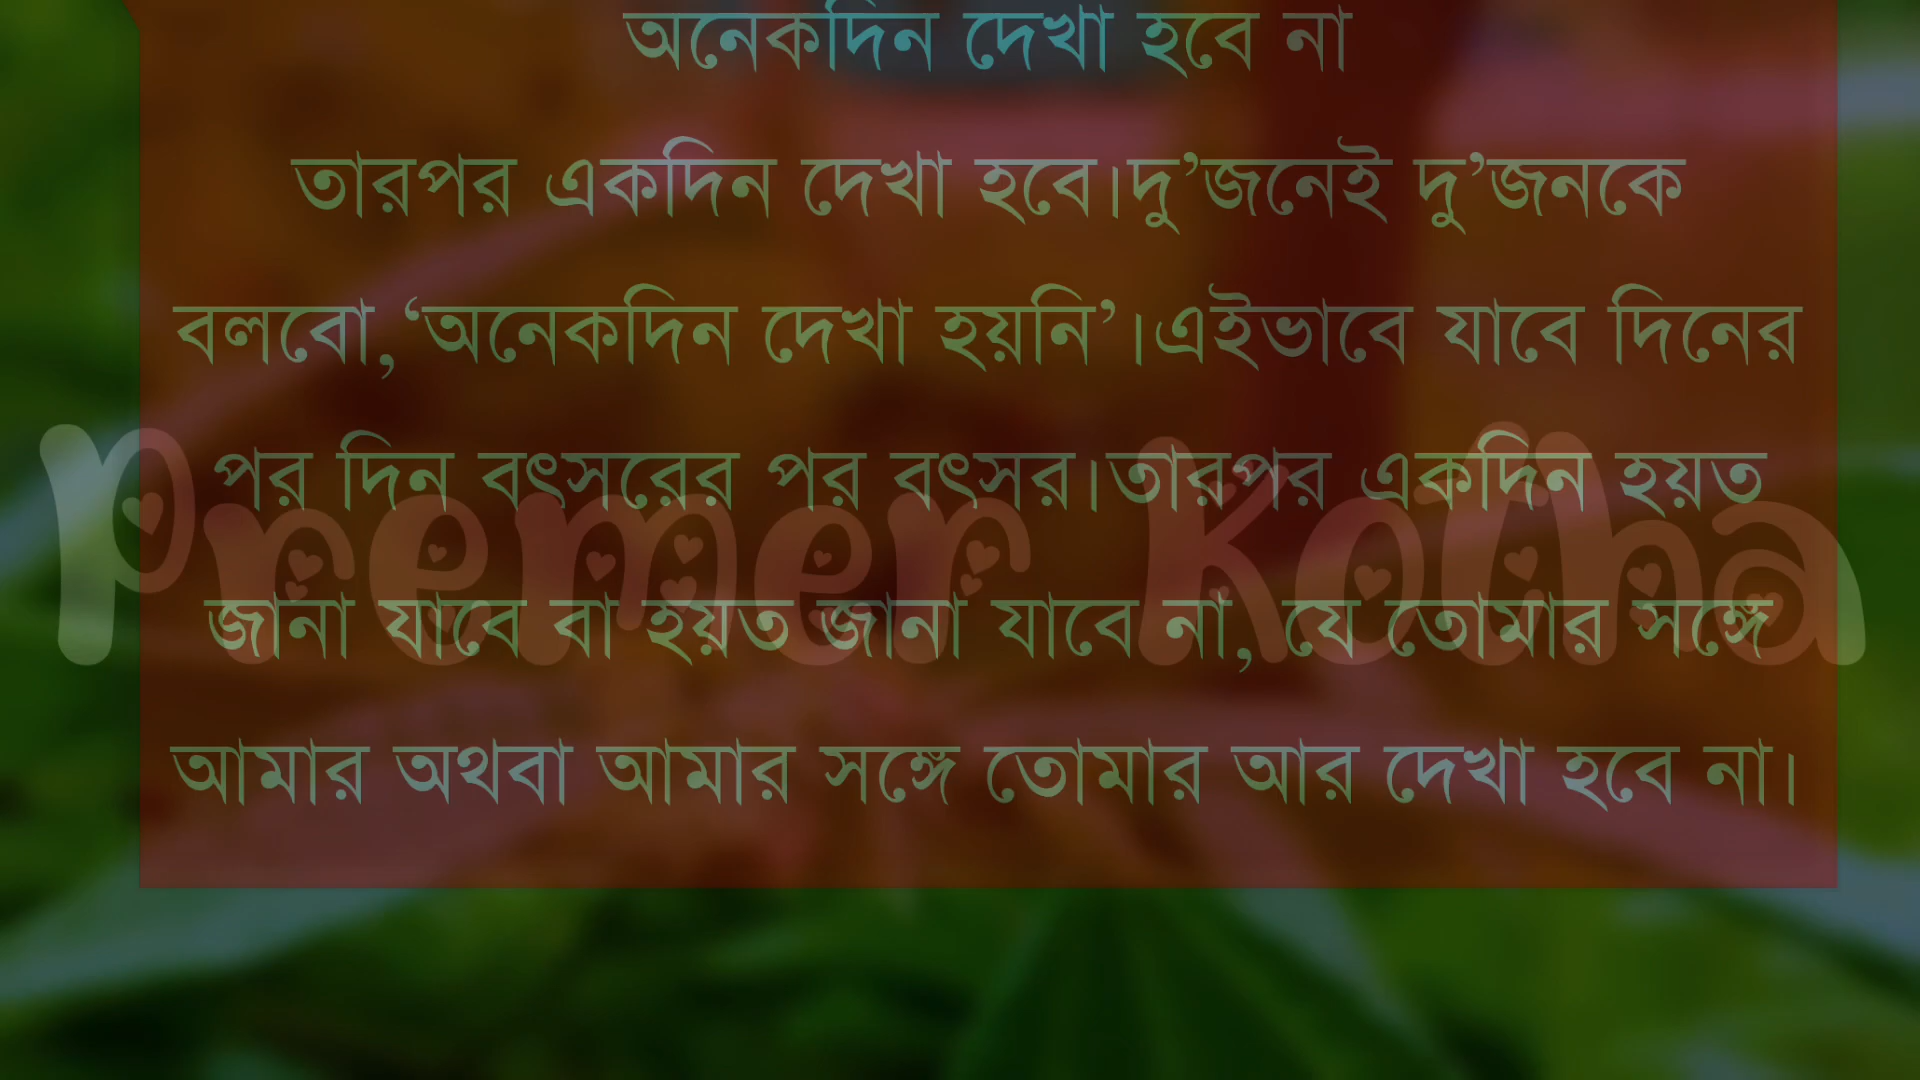 অনেকদিন দেখা হবে না
তারপর একদিন দেখা হবে।দু’জনেই দু’জনকে
বলবো, ‘অনেকদিন দেখা হয়নি’।এইভাবে যাবে দিনের
পর দিন বৎসরের পর বৎসর।তারপর একদিন হয়ত
Premer Kotha
জানা যাবে বা হয়ত জানা যাবে না, যে তোমার সঙ্গে
আমার অথবা আমার সঙ্গে তোমার আর দেখা হবে না।